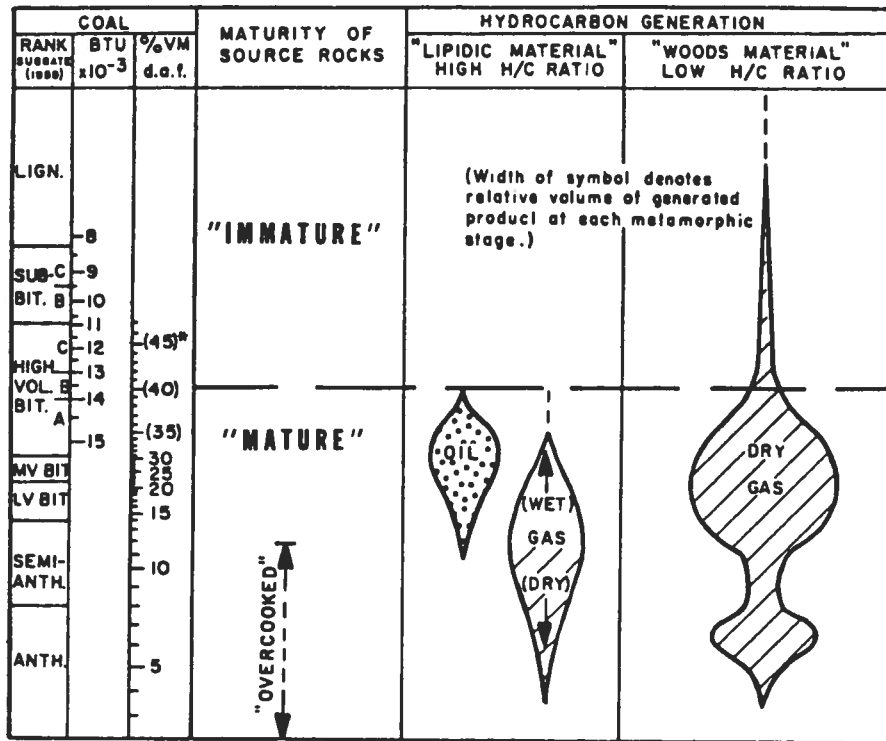 COAL
MATURITY OF
SOURCE ROCKS
HYDROCARBON GENERATION
RANK
(1956)
BTU
x10-3
%VM
d.a.f.
"LIPIDIC MATERIAL"
HIGH H/C RATIO
"WOODS MATERIAL"
LOW H/C RATIO
LIGN.
SUB-
BIT.
C
B
HIGH
VOL.
BIT.
C
B
A
MV BIT
LV BIT
SEMI-
ANTH.
ANTH.
8
9
10
11
12
13
14
15
(45)*
(40)
(35)
30
25
20
15
10
5
"IMMATURE"
"MATURE"
"OVERCOOKED"
(Width of symbol denotes
relative volume of generated
product at each metamorphic
stage.)
OIL
(WET)
GAS
(DRY)
DRY
GAS